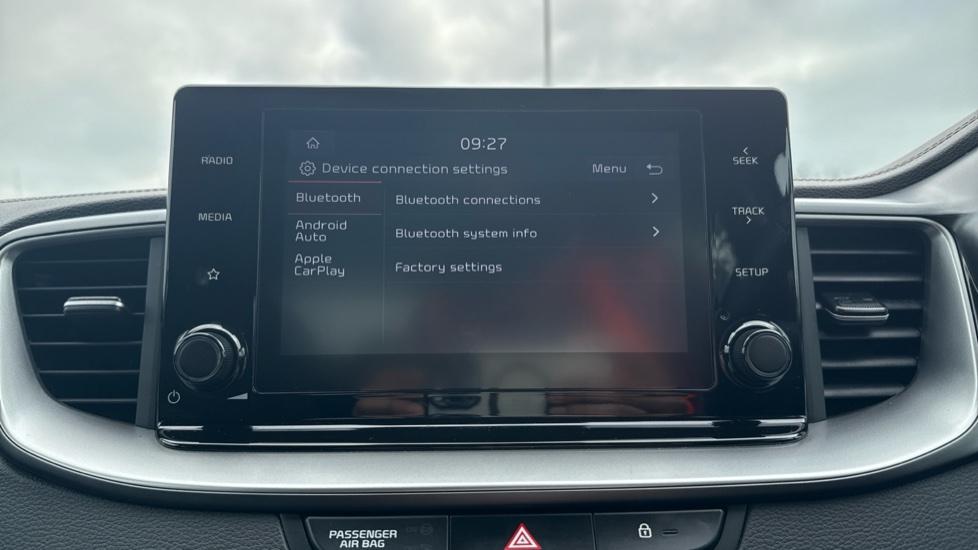 09:27
Device connection settings
Menu
Bluetooth
Android
Auto
Apple
CarPlay
Bluetooth connections
Bluetooth system info
Factory settings
RADIO
MEDIA
SEEK
TRACK
SETUP
PASSENGER
AIR BAG